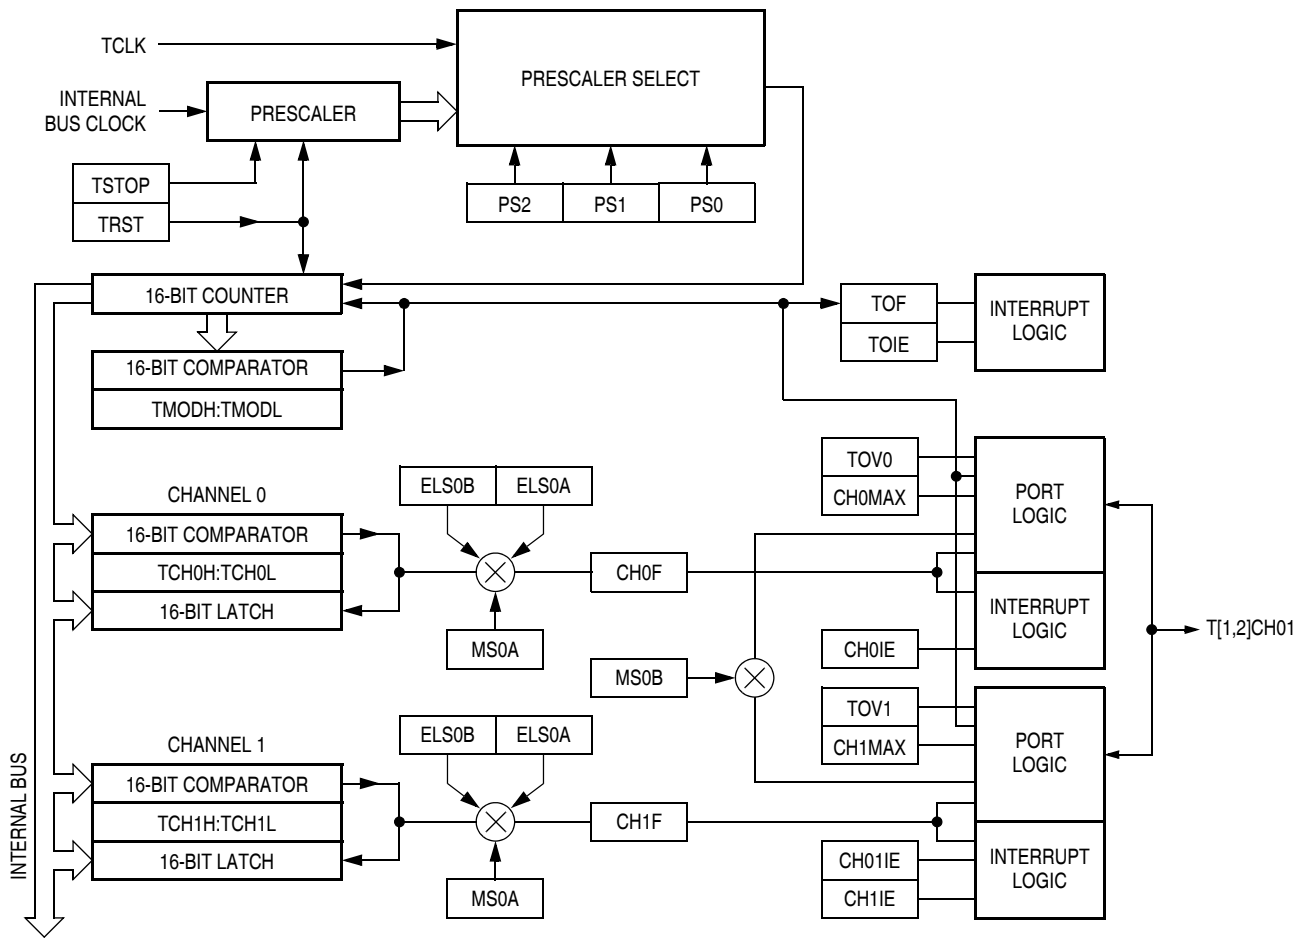 TCLK
PRESCALER SELECT
INTERNAL
BUS CLOCK
PRESCALER
TSTOP
TRST
PS2
PS1
PS0
16-BIT COUNTER
16-BIT COMPARATOR
TMODH:TMODL
TOF
TOIE
INTERRUPT
LOGIC
CHANNEL 0
16-BIT COMPARATOR
TCH0H:TCH0L
16-BIT LATCH
ELS0B
ELS0A
MS0A
CH0F
TOV0
CH0MAX
PORT
LOGIC
INTERRUPT
LOGIC
CH0IE
MS0B
T[1,2]CH01
CHANNEL 1
16-BIT COMPARATOR
TCH1H:TCH1L
16-BIT LATCH
ELS0B
ELS0A
MS0A
CH1F
TOV1
CH1MAX
PORT
LOGIC
INTERRUPT
LOGIC
CH01IE
CH1IE
INTERNAL BUS